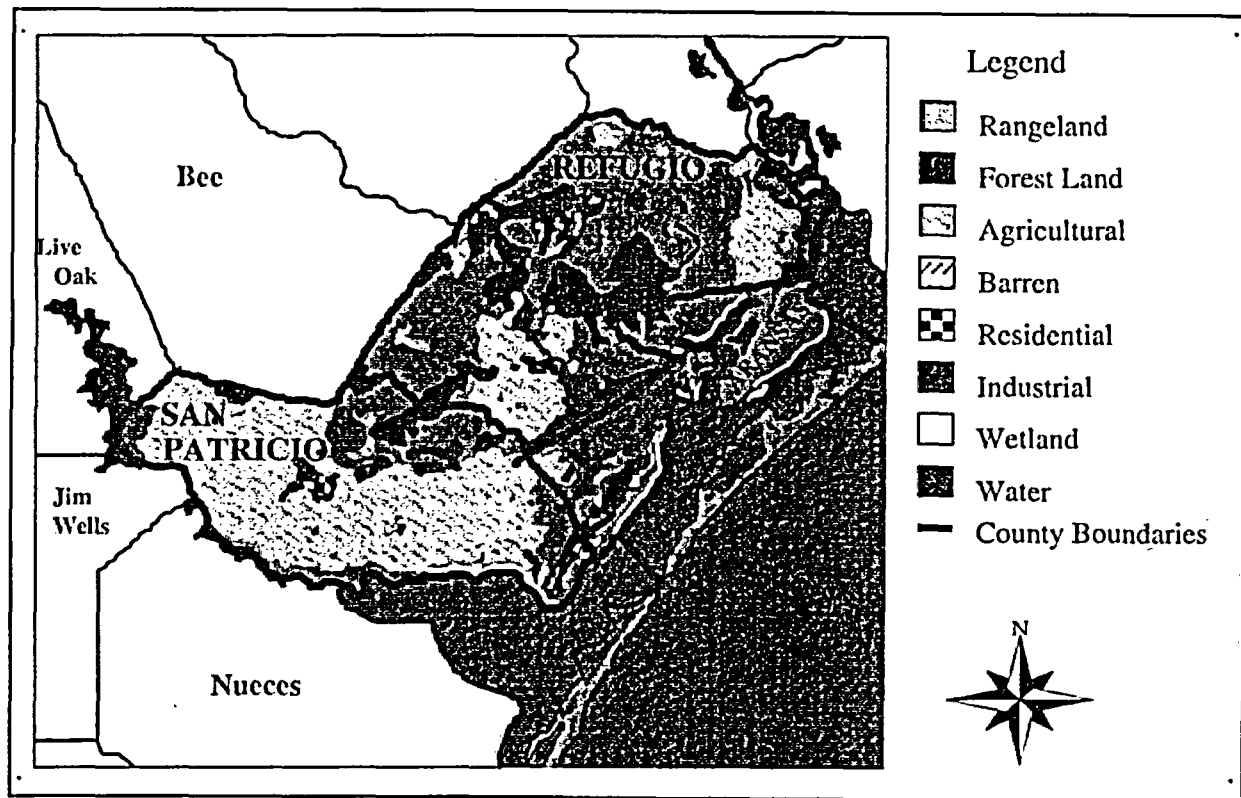 Legend
Rangeland
Forest Land
Agricultural
Barren
Residential
Industrial
Wetland
Water
County Boundaries
N
REFUGIO
Bee
Live
Oak
SAN
PATRICIO
Jim
Wells
Nueces